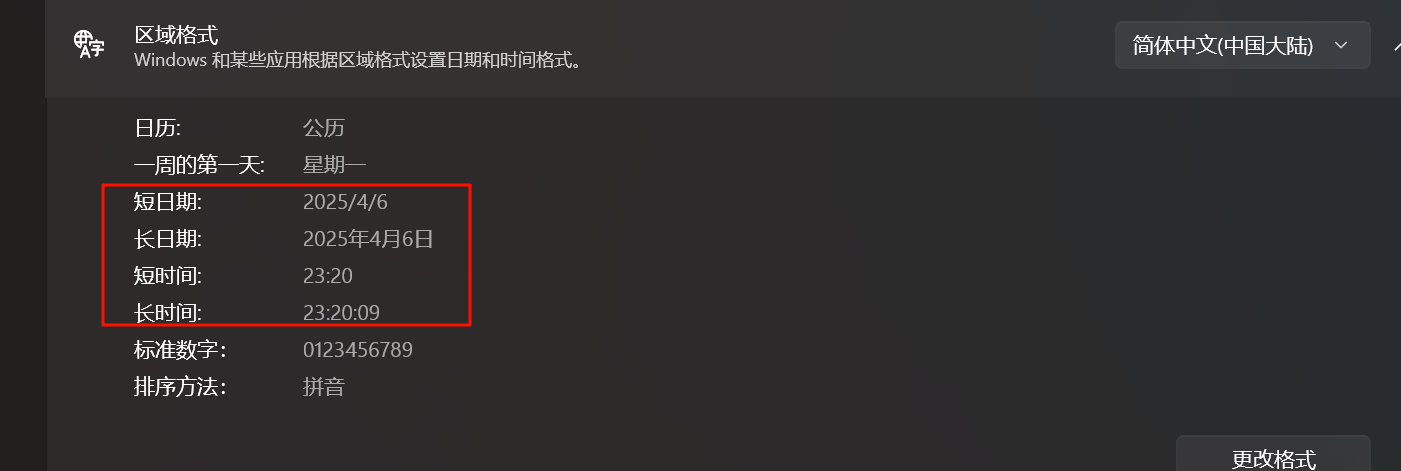 区域格式
Windows 和某些应用根据区域格式设置日期和时间格式。
简体中文(中国大陆)
日历: 公历
一周的第一天: 星期一
短日期: 2025/4/6
长日期: 2025年4月6日
短时间: 23:20
长时间: 23:20:09
标准数字: 0123456789
排序方法: 拼音
更改格式